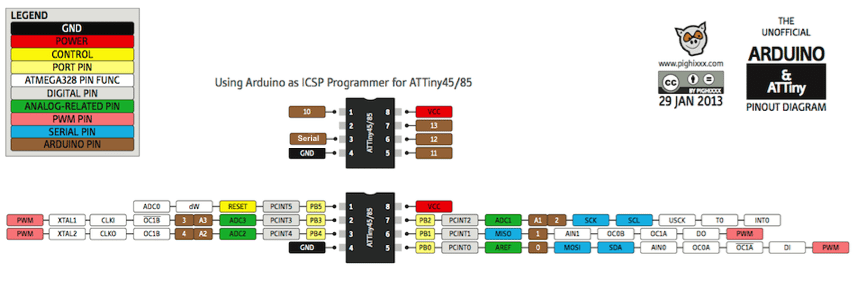 LEGEND
GND
POWER
CONTROL
PORT PIN
ATMEGA328 PIN FUNC
DIGITAL PIN
ANALOG-RELATED PIN
PWM PIN
SERIAL PIN
ARDUINO PIN
www.pighixxx.com
CC BY PIGHIXXX
29 JAN 2013
THE
UNOFFICIAL
ARDUINO
&
ATTiny
PINOUT DIAGRAM
Using Arduino as ICSP Programmer for ATTiny45/85
10 1 8 VCC
2 7 13
Serial 3 6 12
GND 4 5 11
ATTiny45/85
ADC0 dW RESET PCINT5 PB5 1 8 VCC
PWM XTAL1 CLKI OC1B 3 A3 ADC3 PCINT3 PB3 2 7 PB2 PCINT2 ADC1 A1 2 SCK SCL USCK T0 INT0
PWM XTAL2 CLKO OC1B 4 A2 ADC2 PCINT4 PB4 3 6 PB1 PCINT1 MISO 1 AIN1 OC0B OC1A DO PWM
GND 4 5 PB0 PCINT0 AREF 0 MOSI SDA AIN0 OC0A OC1A DI PWM
ATTiny45/85